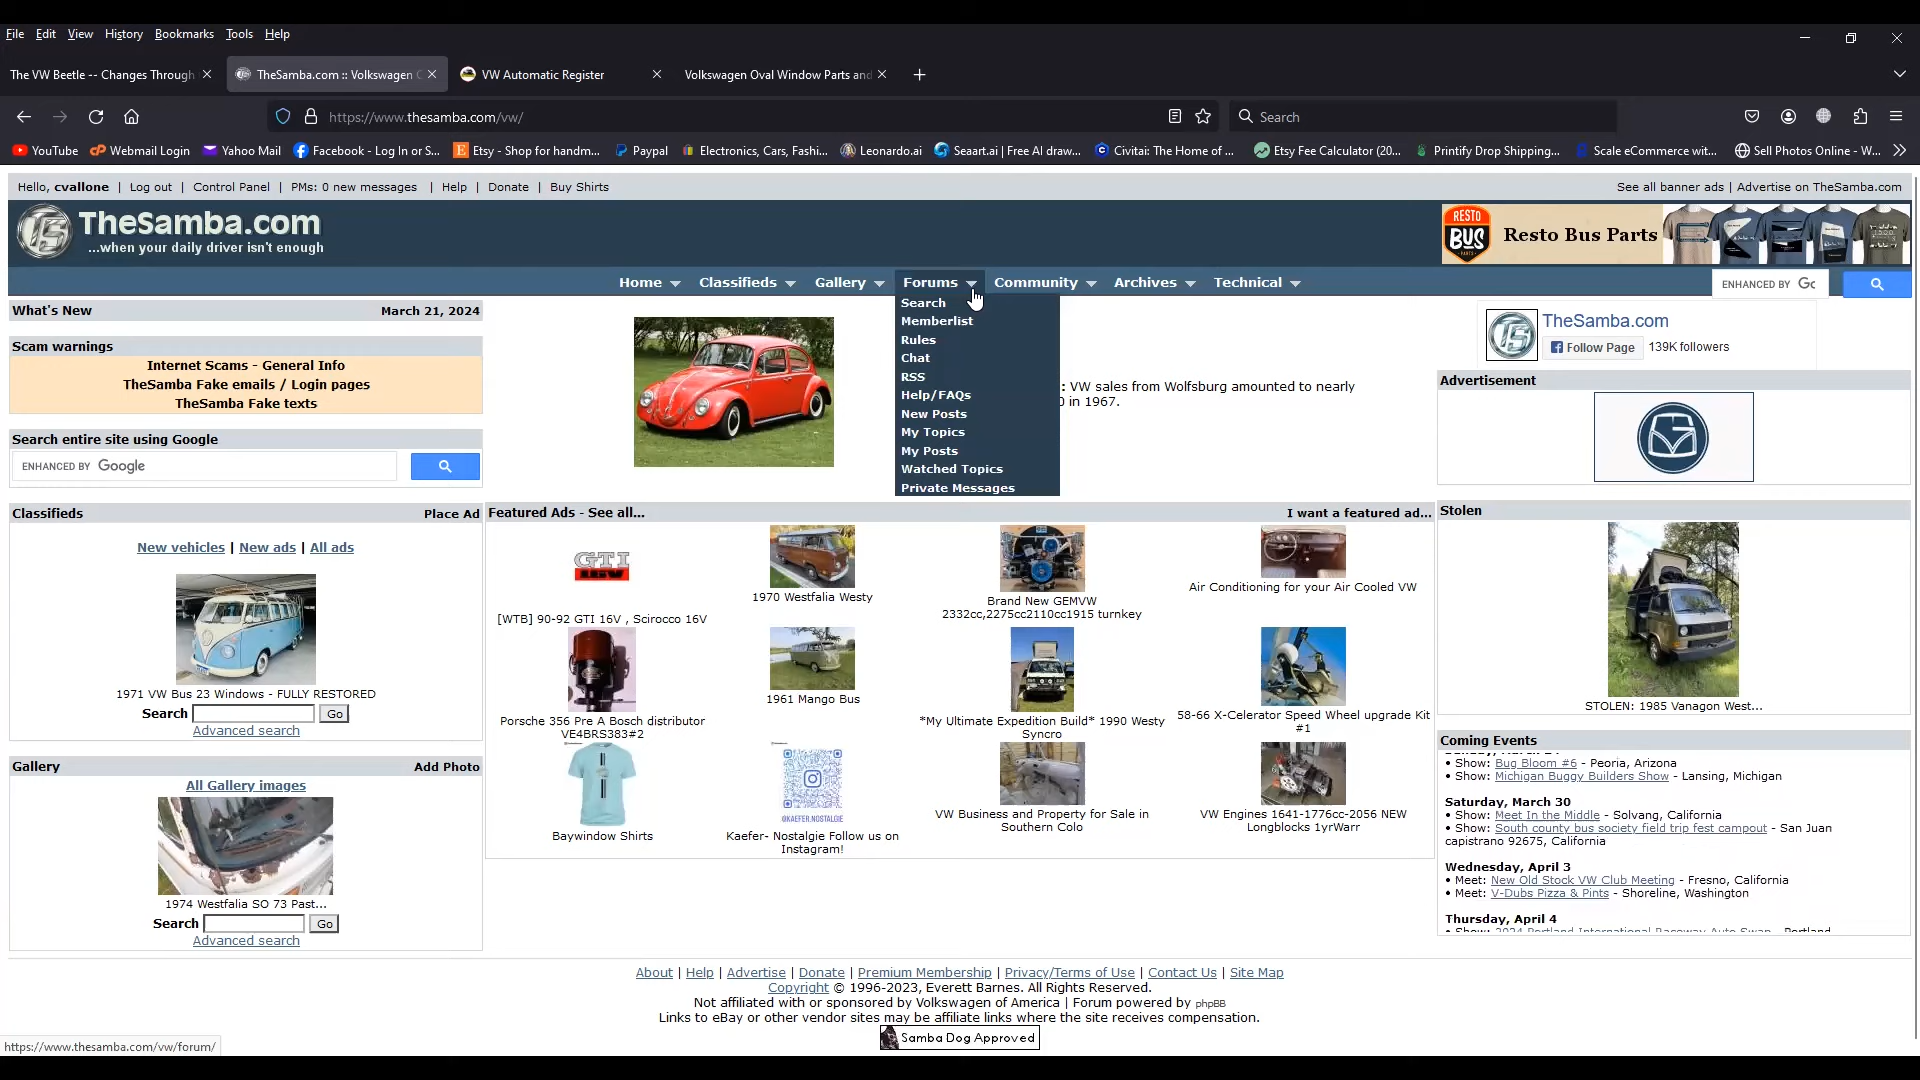 File Edit View History Bookmarks Tools Help
The VW Beetle -- Changes Through
TheSamba.com :: Volkswagen C
VW Automatic Register
Volkswagen Oval Window Parts and
https://www.thesamba.com/vw/
Search
YouTube Webmail Login Yahoo Mail Facebook - Log In or S... Etsy - Shop for handm... Paypal Electronics, Cars, Fashi... Leonardo.ai Seaart.ai | Free AI draw... Civitai: The Home of ... Etsy Fee Calculator (20... Printify Drop Shipping... Scale eCommerce wit... Sell Photos Online - W...
Hello, cvallone | Log out | Control Panel | PMs: 0 new messages | Help | Donate | Buy Shirts
See all banner ads | Advertise on TheSamba.com
TheSamba.com
...when your daily driver isn't enough
RESTO
BUS
PARTS
Resto Bus Parts
Home Classifieds Gallery Forums Community Archives Technical
ENHANCED BY Gc
Search
Memberlist
Rules
Chat
RSS
Help/FAQs
New Posts
My Topics
My Posts
Watched Topics
Private Messages
What's New March 21, 2024
Scam warnings
Internet Scams - General Info
TheSamba Fake emails / Login pages
TheSamba Fake texts
Search entire site using Google
ENHANCED BY Google
: VW sales from Wolfsburg amounted to nearly
0 in 1967.
TheSamba.com
Follow Page 139K followers
Advertisement
Classifieds Place Ad
New vehicles | New ads | All ads
1971 VW Bus 23 Windows - FULLY RESTORED
Search Go
Advanced search
Gallery Add Photo
All Gallery images
1974 Westfalia SO 73 Past...
Search Go
Advanced search
Featured Ads - See all... I want a featured ad...
GTI
16V
[WTB] 90-92 GTI 16V , Scirocco 16V
1970 Westfalia Westy
Brand New GEMVW
2332cc,2275cc2110cc1915 turnkey
Air Conditioning for your Air Cooled VW
Porsche 356 Pre A Bosch distributor
VE4BRS383#2
1961 Mango Bus
*My Ultimate Expedition Build* 1990 Westy
Syncro
58-66 X-Celerator Speed Wheel upgrade Kit
#1
Baywindow Shirts
@KAEFER.NOSTALGIE
Kaefer- Nostalgie Follow us on
Instagram!
VW Business and Property for Sale in
Southern Colo
VW Engines 1641-1776cc-2056 NEW
Longblocks 1yrWarr
Stolen
STOLEN: 1985 Vanagon West...
Coming Events
• Show: Bug Bloom #6 - Peoria, Arizona
• Show: Michigan Buggy Builders Show - Lansing, Michigan
Saturday, March 30
• Show: Meet In the Middle - Solvang, California
• Show: South county bus society field trip fest campout - San Juan
capistrano 92675, California
Wednesday, April 3
• Meet: New Old Stock VW Club Meeting - Fresno, California
• Meet: V-Dubs Pizza & Pints - Shoreline, Washington
Thursday, April 4
• Show: 2024 Portland International Raceway Auto Swap - Portland
About | Help | Advertise | Donate | Premium Membership | Privacy/Terms of Use | Contact Us | Site Map
Copyright © 1996-2023, Everett Barnes. All Rights Reserved.
Not affiliated with or sponsored by Volkswagen of America | Forum powered by phpBB
Links to eBay or other vendor sites may be affiliate links where the site receives compensation.
Samba Dog Approved
https://www.thesamba.com/vw/forum/